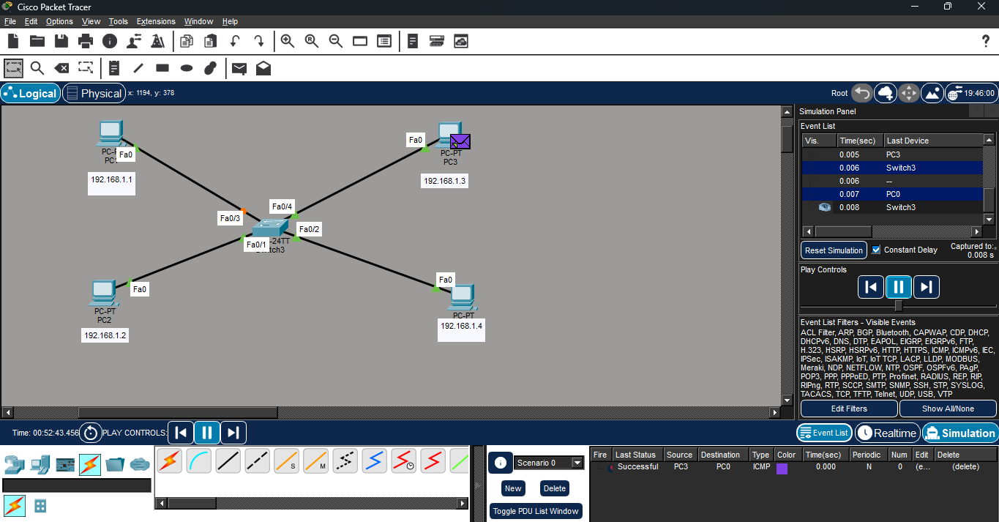 Cisco Packet Tracer
File Edit Options View Tools Extensions Window Help
?
Logical Physical x: 1194, y: 378 Root 19:46:00
PC1
Fa0
192.168.1.1
Fa0
PC-PT
PC3
192.168.1.3
Fa0/3
Fa0/4
Fa0/2
Fa0/1
-24TT
Fa0
PC-PT
PC2
192.168.1.2
Fa0
PC-PT
192.168.1.4
Simulation Panel
Event List
Vis. Time(sec) Last Device
0.005 PC3
0.006 Switch3
0.006 --
0.007 PC0
0.008 Switch3
Reset Simulation Constant Delay Captured to:*
0.008 s
Play Controls
Event List Filters - Visible Events
ACL Filter, ARP, BGP, Bluetooth, CAPWAP, CDP, DHCP,
DHCPv6, DNS, DTP, EAPOL, EIGRP, EIGRPv6, FTP,
H.323, HSRP, HSRPv6, HTTP, HTTPS, ICMP, ICMPv6, IEC,
IPSec, ISAKMP, IoT, IoT TCP, LACP, LLDP, MODBUS,
Meraki, NDP, NETFLOW, NTP, OSPF, OSPFv6, PAgP,
POP3, PPP, PPPoED, PTP, Profinet, RADIUS, REP, RIP,
RIPng, RTP, SCCP, SMTP, SNMP, SSH, STP, SYSLOG,
TACACS, TCP, TFTP, Telnet, UDP, USB, VTP
Edit Filters Show All/None
Time: 00:52:43.456 PLAY CONTROLS: Event List Realtime Simulation
S M
Scenario 0
New Delete
Toggle PDU List Window
Fire Last Status Source Destination Type Color Time(sec) Periodic Num Edit Delete
Successful PC3 PC0 ICMP 0.000 N 0 (e... (delete)